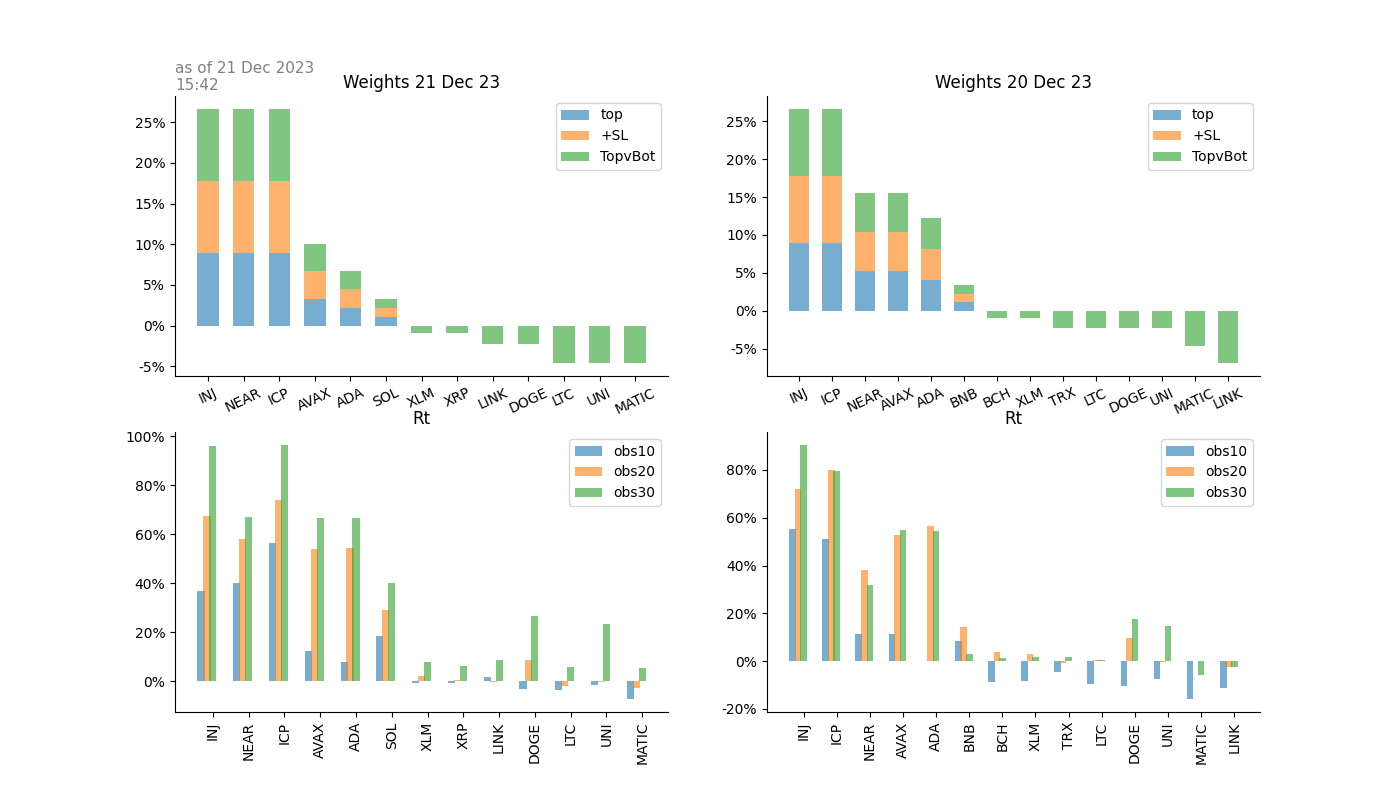 as of 21 Dec 2023
15:42
Weights 21 Dec 23
25%
20%
15%
10%
5%
0%
-5%
top
+SL
TopvBot
INJ NEAR ICP AVAX ADA SOL XLM XRP LINK DOGE LTC UNI MATIC
Weights 20 Dec 23
25%
20%
15%
10%
5%
0%
-5%
top
+SL
TopvBot
INJ ICP NEAR AVAX ADA BNB BCH XLM TRX LTC DOGE UNI MATIC LINK
Rt
100%
80%
60%
40%
20%
0%
obs10
obs20
obs30
INJ NEAR ICP AVAX ADA SOL XLM XRP LINK DOGE LTC UNI MATIC
Rt
80%
60%
40%
20%
0%
-20%
obs10
obs20
obs30
INJ ICP NEAR AVAX ADA BNB BCH XLM TRX LTC DOGE UNI MATIC LINK